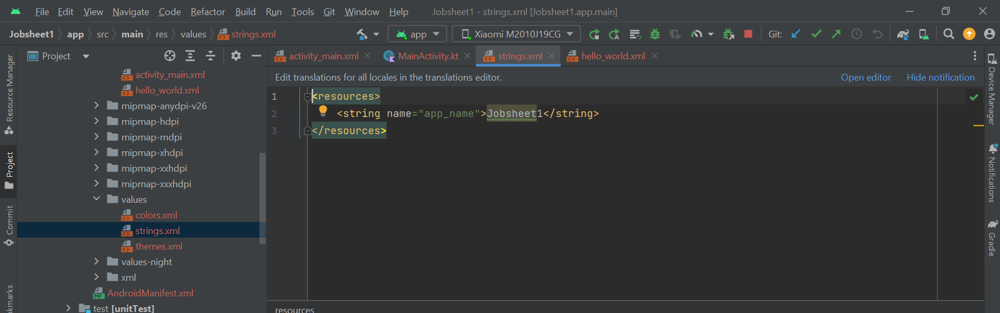 File Edit View Navigate Code Refactor Build Run Tools Git Window Help Jobsheet1 - strings.xml [Jobsheet1.app.main]
Jobsheet1 app src main res values strings.xml app Xiaomi M2010J19CG Git:
Project
activity_main.xml MainActivity.kt strings.xml hello_world.xml
Edit translations for all locales in the translations editor. Open editor Hide notification
Resource Manager
Project
Commit
okmarks
activity_main.xml
hello_world.xml
mipmap-anydpi-v26
mipmap-hdpi
mipmap-mdpi
mipmap-xhdpi
mipmap-xxhdpi
mipmap-xxxhdpi
values
colors.xml
strings.xml
themes.xml
values-night
xml
MF AndroidManifest.xml
test [unitTest]
1 <resources>
2 <string name="app_name">Jobsheet1</string>
3 </resources>
resources
Device Manager
Notifications
Gradle